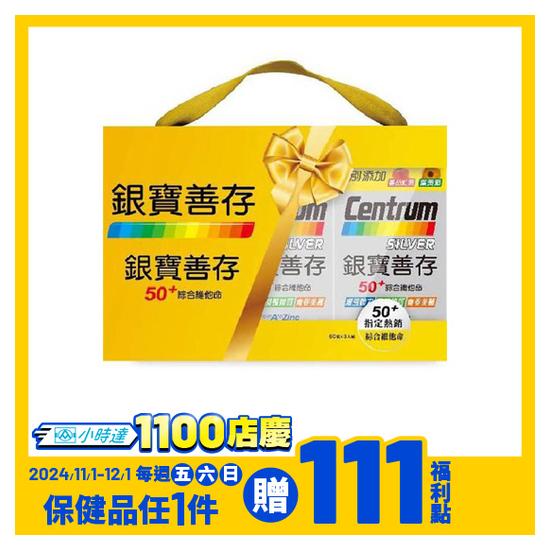 銀寶善存
銀寶善存
50+ 綜合維他命
別添加
Centrum
SILVER
銀寶善存
50+ 綜合維他命
50+
指定熱銷
綜合維他命
小時達
1100店慶
2024/11/1-12/1 每週五六日
保健品任1件
贈
111
福利點